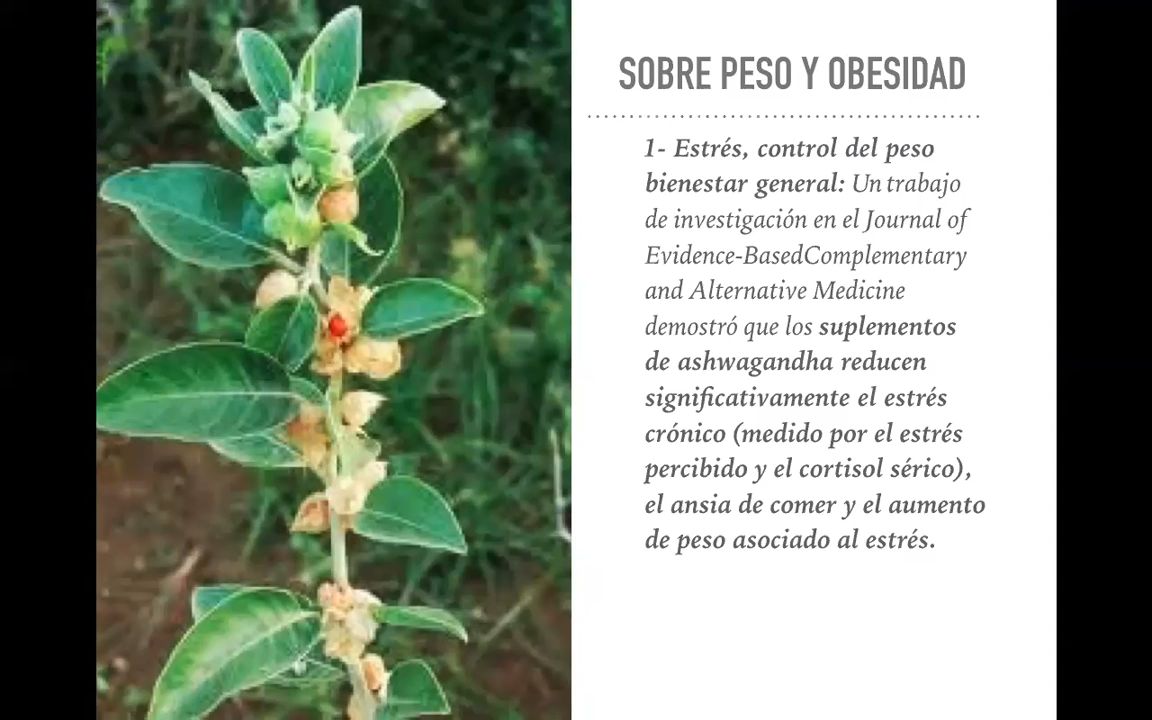 SOBRE PESO Y OBESIDAD
1- Estrés, control del peso
bienestar general: Un trabajo
de investigación en el Journal of
Evidence-BasedComplementary
and Alternative Medicine
demostró que los suplementos
de ashwagandha reducen
significativamente el estrés
crónico (medido por el estrés
percibido y el cortisol sérico),
el ansia de comer y el aumento
de peso asociado al estrés.